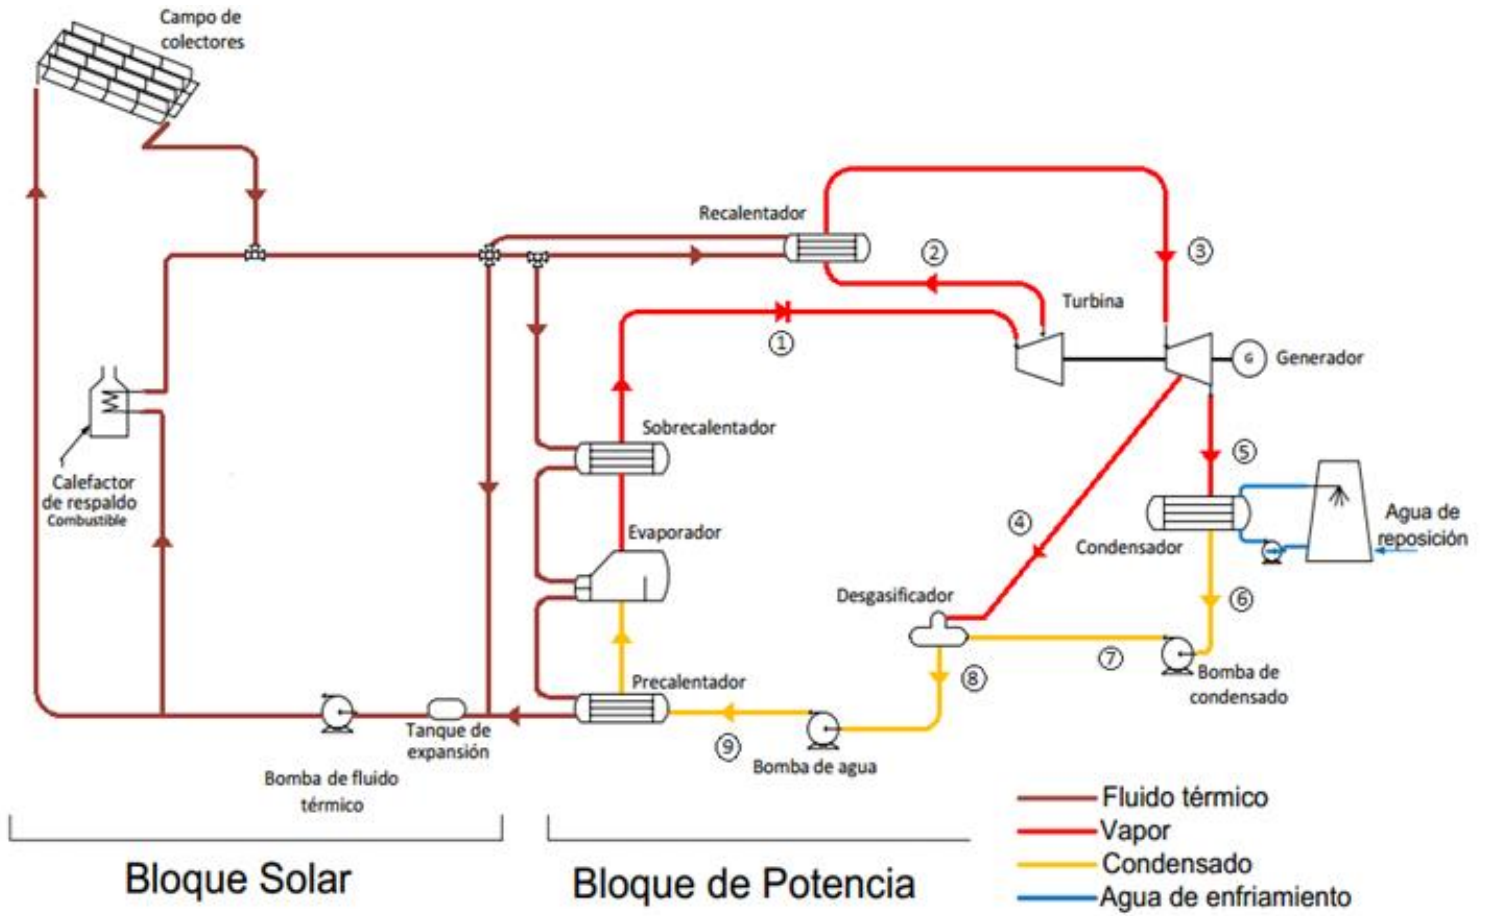 Campo de
colectores
Recalentador
②
③
Turbina
①
G
Generador
Sobrecalentador
Calefactor
de respaldo
Combustible
⑤
④
Evaporador
Condensador
Agua de
reposición
Desgasificador
⑥
⑦
⑧
Bomba de
condensado
Precalentador
Tanque de
expansión
⑨
Bomba de agua
Bomba de fluido
térmico
Fluido térmico
Vapor
Condensado
Agua de enfriamiento
Bloque Solar
Bloque de Potencia